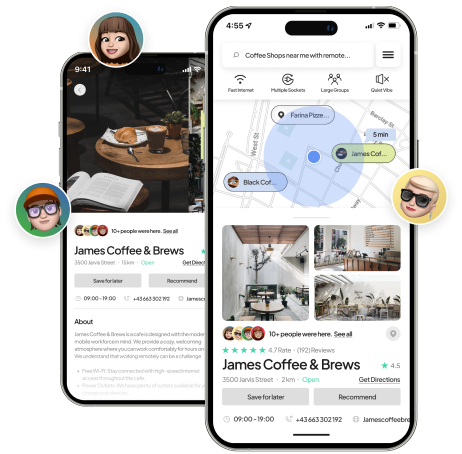 9:41
10+ people were here. See all
James Coffee & Brews
3500 Jarvis Street · 1.5km · Open
Get Direct
Save for later
Recommend
09:00 - 19:00
+43 663 302 192
Jamesc
About
James Coffee & Brews is a cafe designed with the modern
mobile workforce in mind. We provide a cozy, welcoming
atmosphere where you can work comfortably for hours on
We understand that working remotely can be a challenge
Free Wi-Fi: Stay connected with high-speed internet
access throughout the cafe.
Power Outlets: We have plenty of outlets available for
4:55
Coffee Shops near me with remote...
Fast Internet
Multiple Sockets
Large Groups
Quiet Vibe
Farina Pizze...
Barclay St
5 min
West St
James Cof...
Black Cof...
10+ people were here. See all
4.7 Rate · (192) Reviews
James Coffee & Brews
4.5
3500 Jarvis Street · 2km · Open
Get Directions
Save for later
Recommend
09:00 - 19:00
+43 663 302 192
Jamescoffeebre